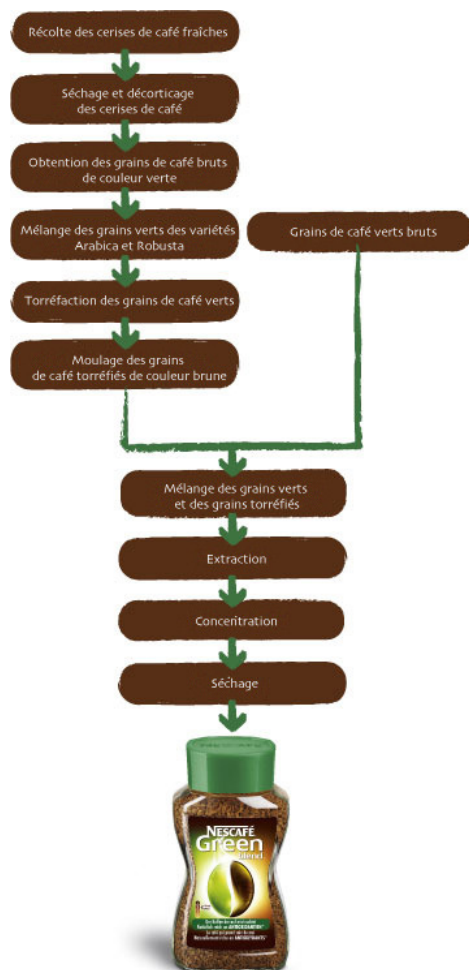 Récolte des cerises de café fraîches
Séchage et décorticage
des cerises de café
Obtention des grains de café bruts
de couleur verte
Mélange des grains verts des variétés
Arabica et Robusta
Grains de café verts bruts
Torréfaction des grains de café verts
Moulage des grains
de café torréfiés de couleur brune
Mélange des grains verts
et des grains torréfiés
Extraction
Concentration
Séchage
NESCAFÉ
Green
blend